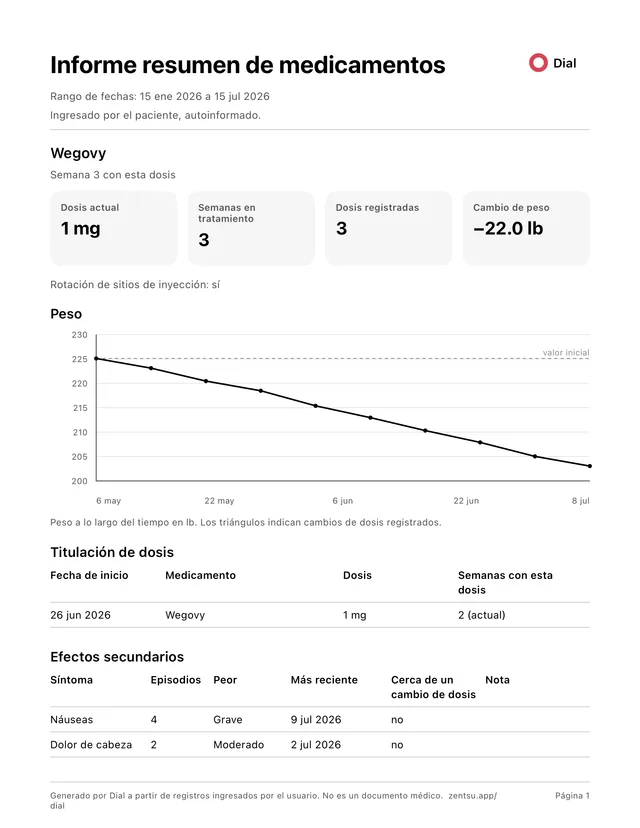 Informe resumen de medicamentos
Dial
Rango de fechas: 15 ene 2026 a 15 jul 2026
Ingresado por el paciente, autoinformado.
Wegovy
Semana 3 con esta dosis
Dosis actual
1 mg
Semanas en
tratamiento
3
Dosis registradas
3
Cambio de peso
−22.0 lb
Rotación de sitios de inyección: sí
Peso
230
225
220
215
210
205
200
valor inicial
6 may
22 may
6 jun
22 jun
8 jul
Peso a lo largo del tiempo en lb. Los triángulos indican cambios de dosis registrados.
Titulación de dosis
Fecha de inicio Medicamento Dosis Semanas con esta
dosis
26 jun 2026 Wegovy 1 mg 2 (actual)
Efectos secundarios
Síntoma Episodios Peor Más reciente Cerca de un Nota
cambio de dosis
Náuseas 4 Grave 9 jul 2026 no
Dolor de cabeza 2 Moderado 2 jul 2026 no
Generado por Dial a partir de registros ingresados por el usuario. No es un documento médico. zentsu.app/
dial
Página 1